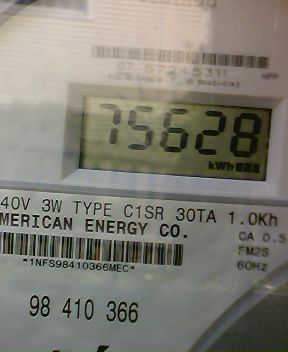 75628
kWh
40V 3W TYPE C1SR 30TA 1.0Kh
MERICAN ENERGY CO.
CA 0.5
FM2S
*1NFS98410366MEC*
60Hz
98 410 366